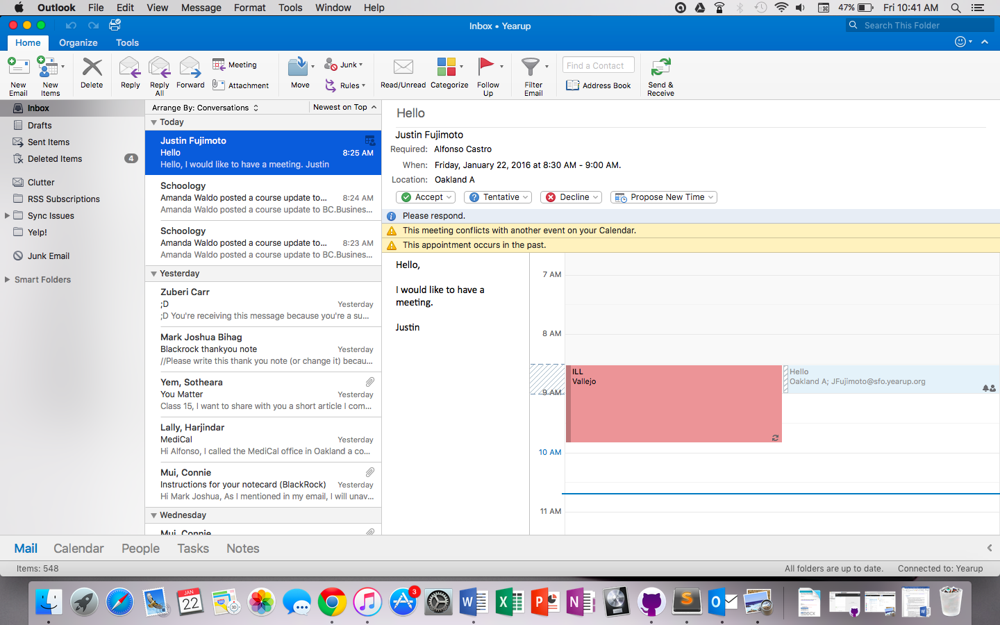 Outlook File Edit View Message Format Tools Window Help 47% Fri 10:41 AM
Inbox • Yearup Search This Folder
Home Organize Tools
New Email
New Items
Delete
Reply
Reply All
Forward
Meeting
Attachment
Move
Junk
Rules
Read/Unread
Categorize
Follow Up
Filter Email
Find a Contact
Address Book
Send & Receive
Inbox
Drafts
Sent Items
Deleted Items 4
Clutter
RSS Subscriptions
Sync Issues
Yelp!
Junk Email
Smart Folders
Arrange By: Conversations Newest on Top
Today
Justin Fujimoto
Hello 8:25 AM
Hello, I would like to have a meeting. Justin
Schoology
Amanda Waldo posted a course update to... 8:24 AM
Amanda Waldo posted a course update to BC.Busines...
Schoology
Amanda Waldo posted a course update to... 8:23 AM
Amanda Waldo posted a course update to BC.Busines...
Yesterday
Zuberi Carr
;D Yesterday
;D You're receiving this message because you're a su...
Mark Joshua Bihag
Blackrock thankyou note Yesterday
//Please write this thank you note (or change it) becau...
Yem, Sotheara
You Matter Yesterday
Class 15, I want to share with you a short article I com...
Lally, Harjindar
MediCal Yesterday
Hi Alfonso, I called the MediCal office in Oakland a co...
Mui, Connie
Instructions for your notecard (BlackRock) Yesterday
Hi Mark Joshua, As I mentioned in my email, I will unav...
Wednesday
Mui, Connie
Hello
Justin Fujimoto
Required: Alfonso Castro
When: Friday, January 22, 2016 at 8:30 AM - 9:00 AM.
Location: Oakland A
Accept Tentative Decline Propose New Time
Please respond.
This meeting conflicts with another event on your Calendar.
This appointment occurs in the past.
Hello,
I would like to have a
meeting.
Justin
7 AM
8 AM
9 AM
10 AM
11 AM
ILL
Vallejo
Hello
Oakland A; JFujimoto@sfo.yearup.org
Mail Calendar People Tasks Notes
Items: 548 All folders are up to date. Connected to: Yearup
JAN
22
3D
3
W X P N S O
DOCX
W